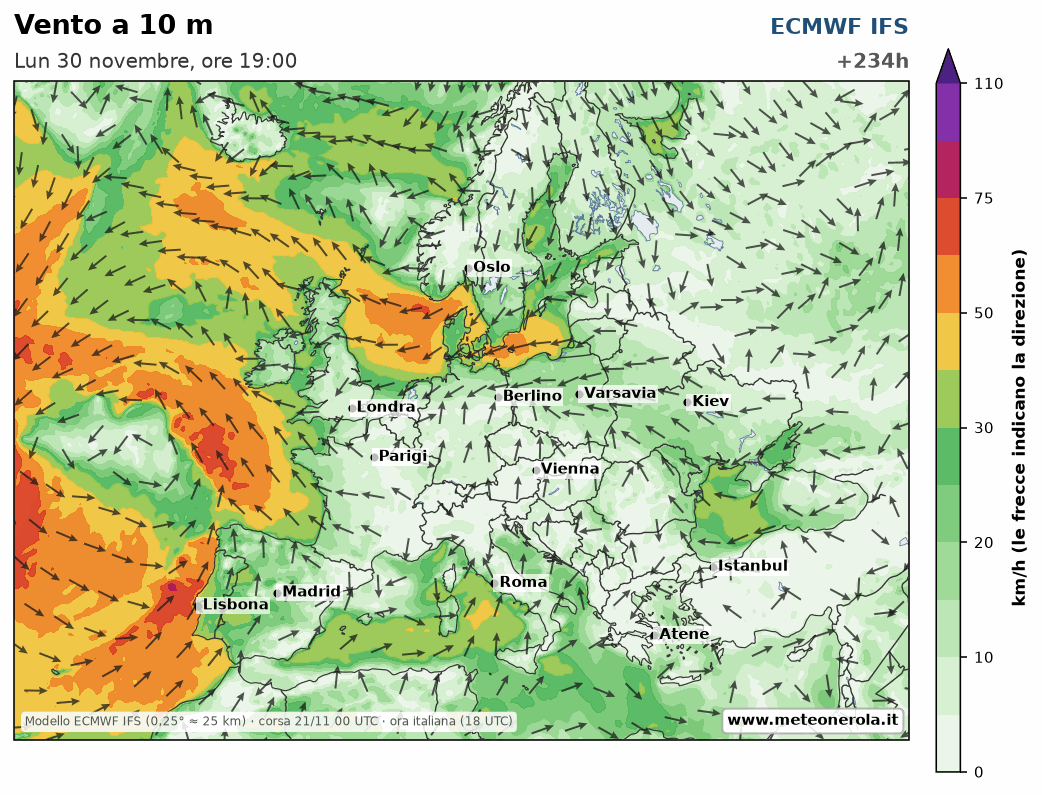 Vento a 10 m
ECMWF IFS
Lun 30 novembre, ore 19:00
+234h
110
75
50
30
20
10
0
km/h (le frecce indicano la direzione)
Oslo
Berlino
Varsavia
Kiev
Londra
Parigi
Vienna
Istanbul
Roma
Madrid
Lisbona
Atene
Modello ECMWF IFS (0,25° ≈ 25 km) · corsa 21/11 00 UTC · ora italiana (18 UTC)
www.meteonerola.it